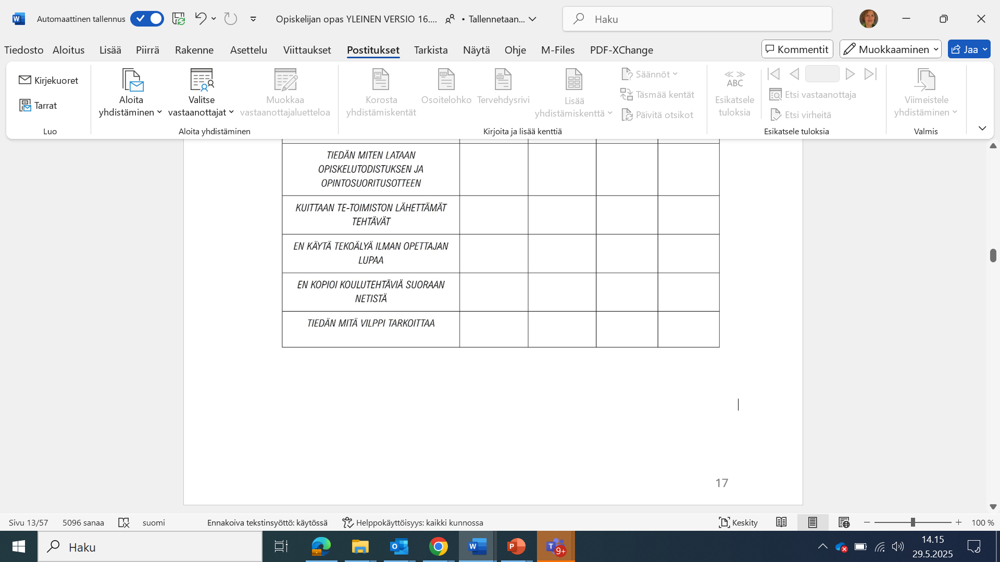 Automaattinen tallennus
Opiskelijan opas YLEINEN VERSIO 16.... • Tallennetaan...
Haku
Tiedosto Aloitus Lisää Piirrä Rakenne Asettelu Viittaukset Postitukset Tarkista Näytä Ohje M-Files PDF-XChange
Kommentit Muokkaaminen Jaa
Kirjekuoret
Tarrat
Luo
Aloita
yhdistäminen
Valitse
vastaanottajat
Muokkaa
vastaanottajaluetteloa
Aloita yhdistäminen
Korosta
yhdistämiskentät
Osoitelohko
Tervehdysrivi
Lisää
yhdistämiskenttä
Säännöt
Täsmää kentät
Päivitä otsikot
Kirjoita ja lisää kenttiä
≪ ≫
ABC
Esikatsele
tuloksia
Etsi vastaanottaja
Etsi virheitä
Esikatsele tuloksia
Viimeistele
yhdistäminen
Valmis
TIEDÄN MITEN LATAAN
OPISKELUTODISTUKSEN JA
OPINTOSUORITUSOTTEEN
KUITTAAN TE-TOIMISTON LÄHETTÄMÄT
TEHTÄVÄT
EN KÄYTÄ TEKOÄLYÄ ILMAN OPETTAJAN
LUPAA
EN KOPIOI KOULUTEHTÄVIÄ SUORAAN
NETISTÄ
TIEDÄN MITÄ VILPPI TARKOITTAA
17
Sivu 13/57 5096 sanaa suomi Ennakoiva tekstinsyöttö: käytössä Helppokäyttöisyys: kaikki kunnossa Keskity 100 %
Haku
9+
14.15
29.5.2025